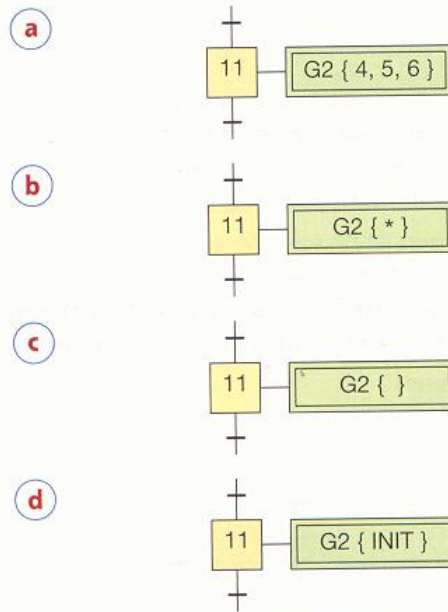 a
11 G2 { 4, 5, 6 }
b
11 G2 { * }
c
11 G2 { }
d
11 G2 { INIT }